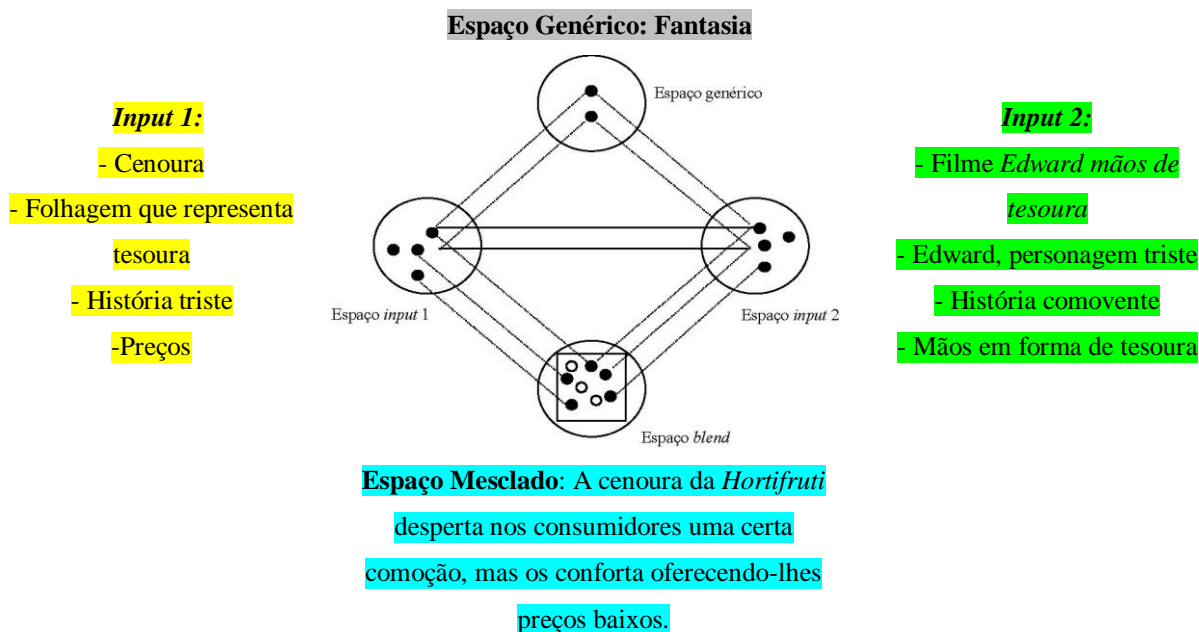 Espaço Genérico: Fantasia
Espaço genérico
Input 1:
- Cenoura
- Folhagem que representa
tesoura
- História triste
-Preços
Input 2:
- Filme Edward mãos de
tesoura
- Edward, personagem triste
- História comovente
- Mãos em forma de tesoura
Espaço input 1
Espaço input 2
Espaço blend
Espaço Mesclado: A cenoura da Hortifruti
desperta nos consumidores uma certa
comoção, mas os conforta oferecendo-lhes
preços baixos.